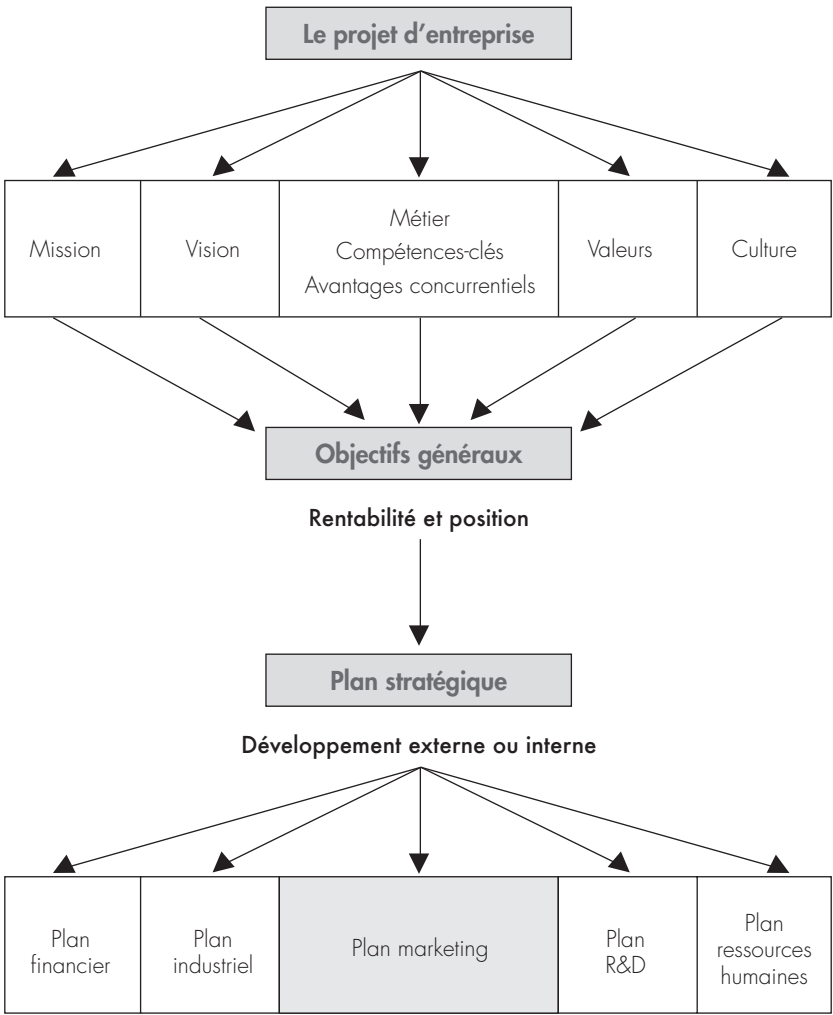 Le projet d'entreprise
Mission
Vision
Métier
Compétences-clés
Avantages concurrentiels
Valeurs
Culture
Objectifs généraux
Rentabilité et position
Plan stratégique
Développement externe ou interne
Plan
financier
Plan
industriel
Plan marketing
Plan
R&D
Plan
ressources
humaines